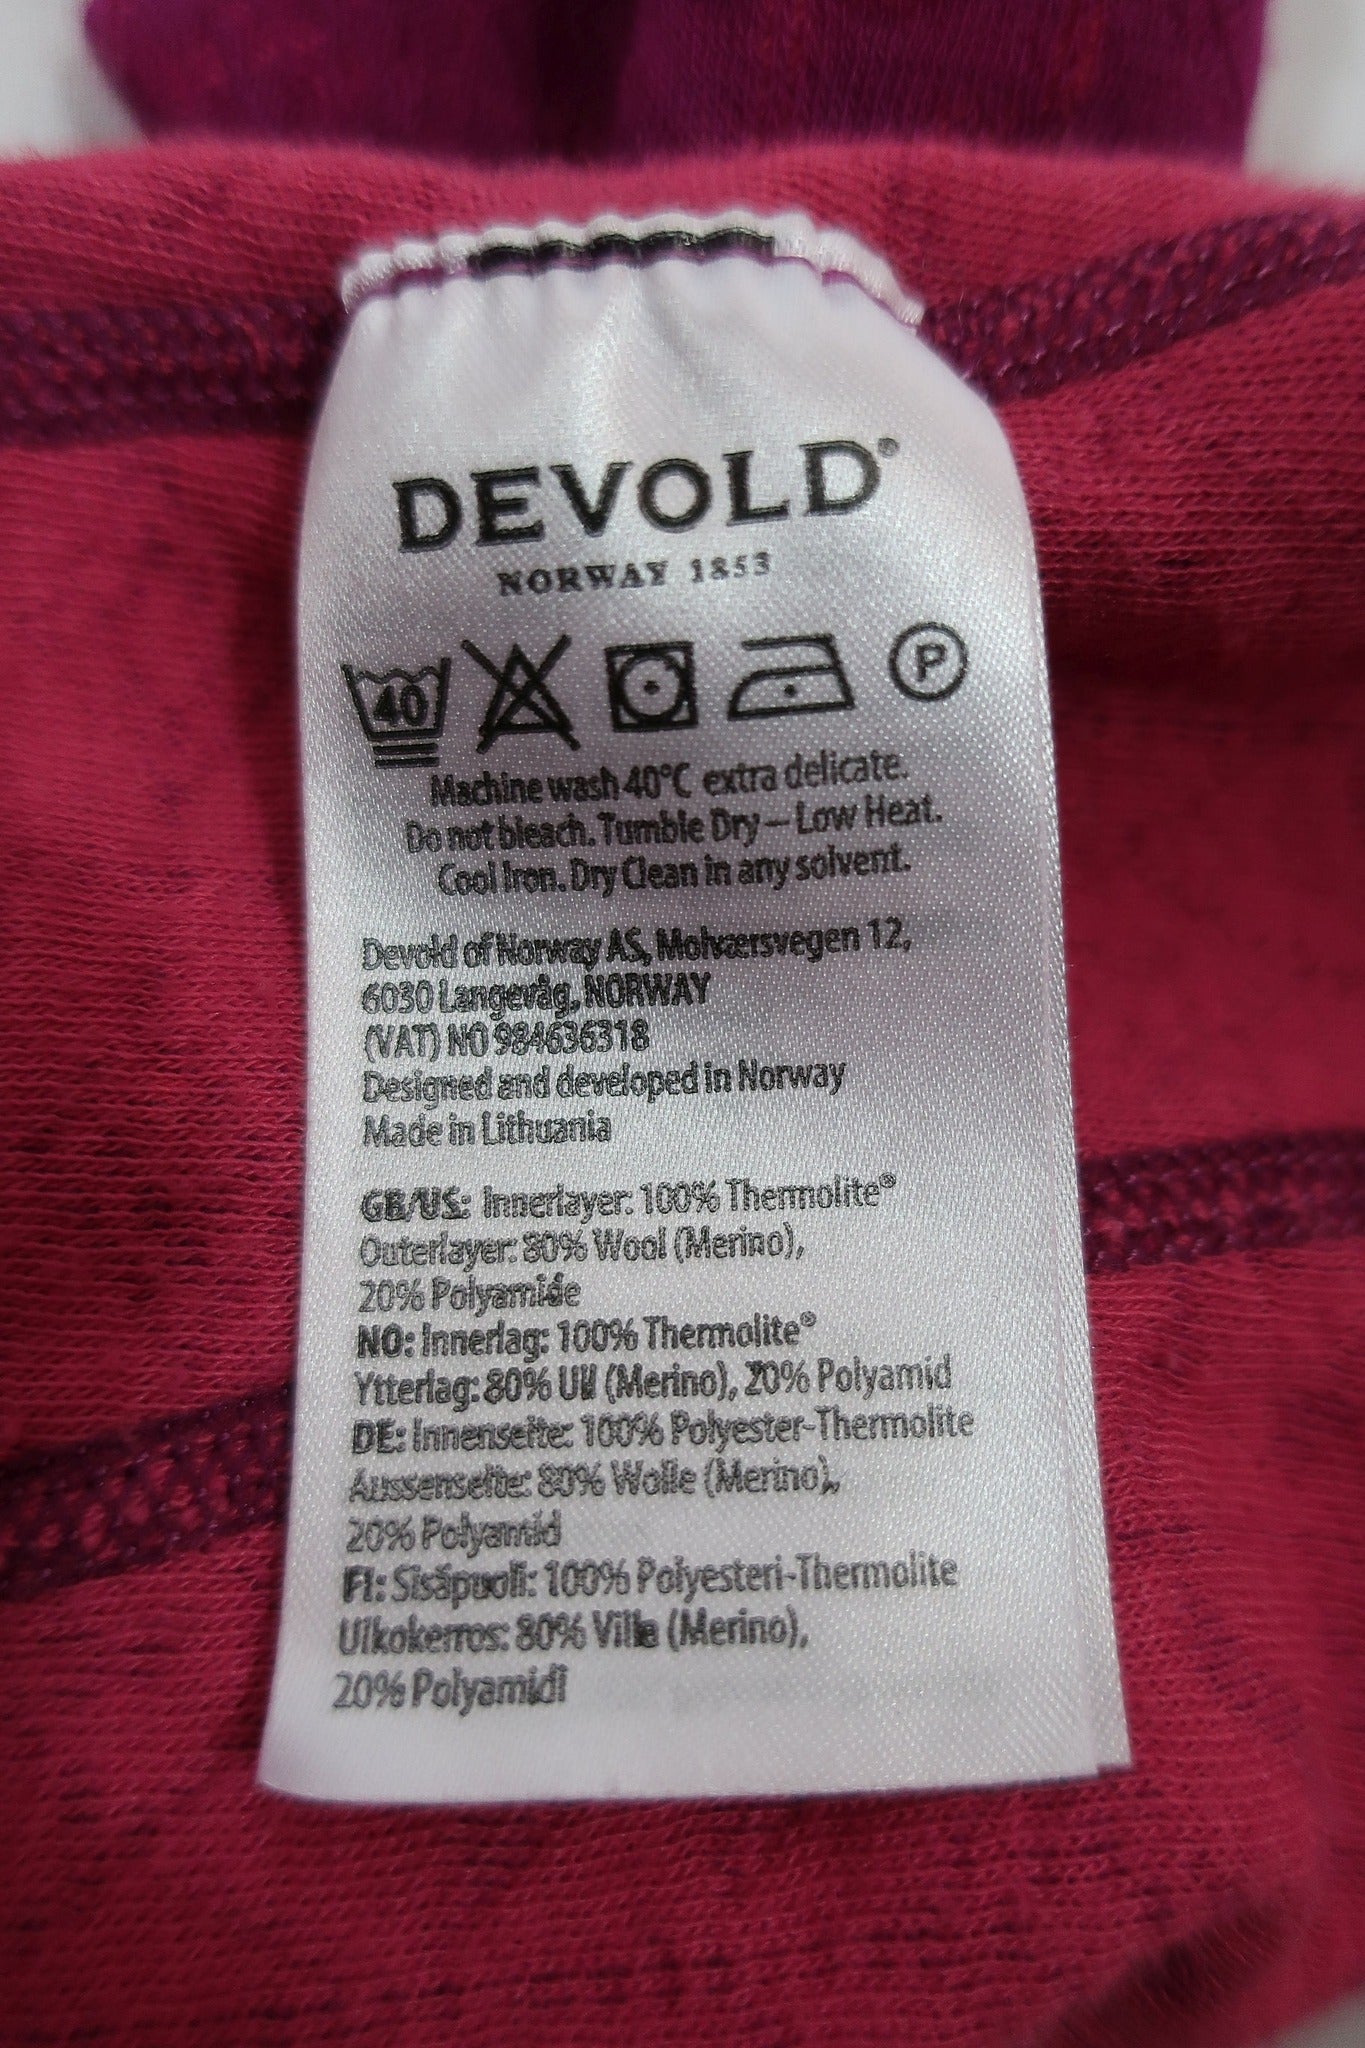 DEVOLD®
NORWAY 1853
40 P
Machine wash 40°C extra delicate.
Do not bleach. Tumble Dry – Low Heat.
Cool Iron. Dry Clean in any solvent.
Devold of Norway AS, Molværsvegen 12,
6030 Langevåg, NORWAY
(VAT) NO 984636318
Designed and developed in Norway
Made in Lithuania
GB/US: Innerlayer: 100% Thermolite®
Outerlayer: 80% Wool (Merino),
20% Polyamide
NO: Innerlag: 100% Thermolite®
Ytterlag: 80% Ull (Merino), 20% Polyamid
DE: Innenseite: 100% Polyester-Thermolite
Aussenseite: 80% Wolle (Merino),
20% Polyamid
FI: Sisäpuoli: 100% Polyesteri-Thermolite
Ulkokerros: 80% Villa (Merino),
20% Polyamidi